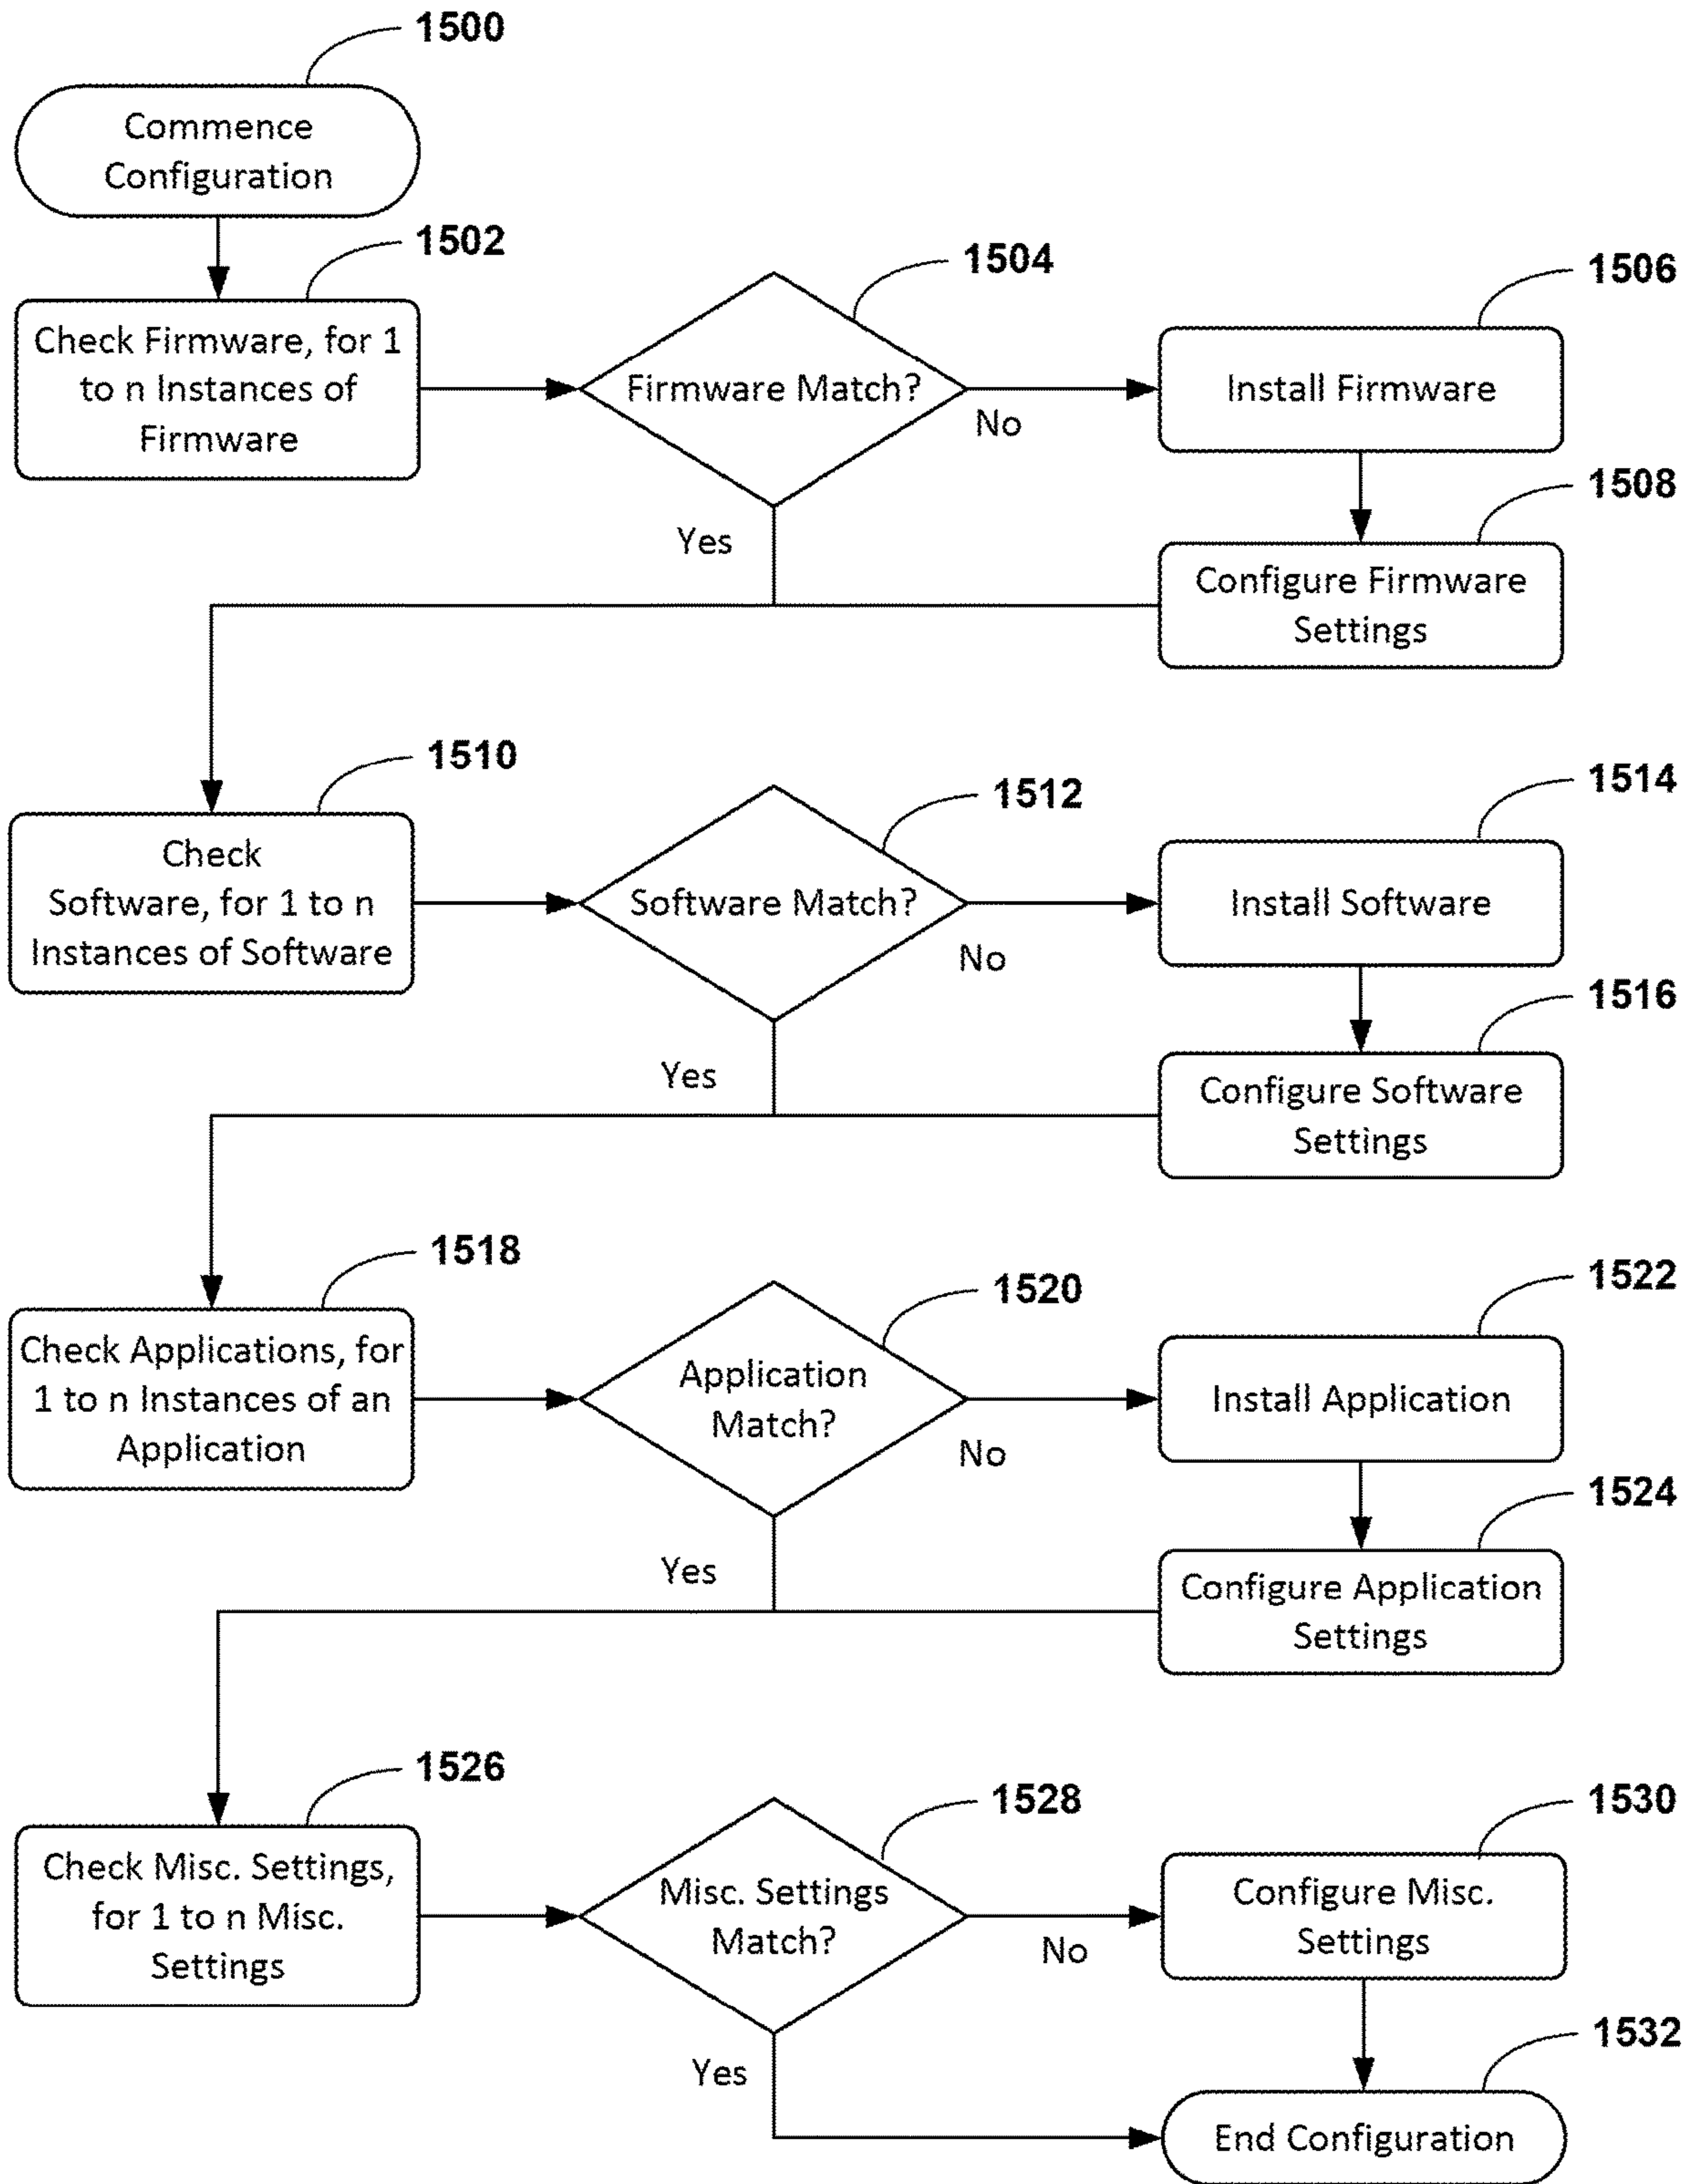 1500
Commence
Configuration
1502
Check Firmware, for 1
to n Instances of
Firmware
1504
Firmware Match?
No
Yes
1506
Install Firmware
1508
Configure Firmware
Settings
1510
Check
Software, for 1 to n
Instances of Software
1512
Software Match?
No
Yes
1514
Install Software
1516
Configure Software
Settings
1518
Check Applications, for
1 to n Instances of an
Application
1520
Application
Match?
No
Yes
1522
Install Application
1524
Configure Application
Settings
1526
Check Misc. Settings,
for 1 to n Misc.
Settings
1528
Misc. Settings
Match?
No
Yes
1530
Configure Misc.
Settings
1532
End Configuration